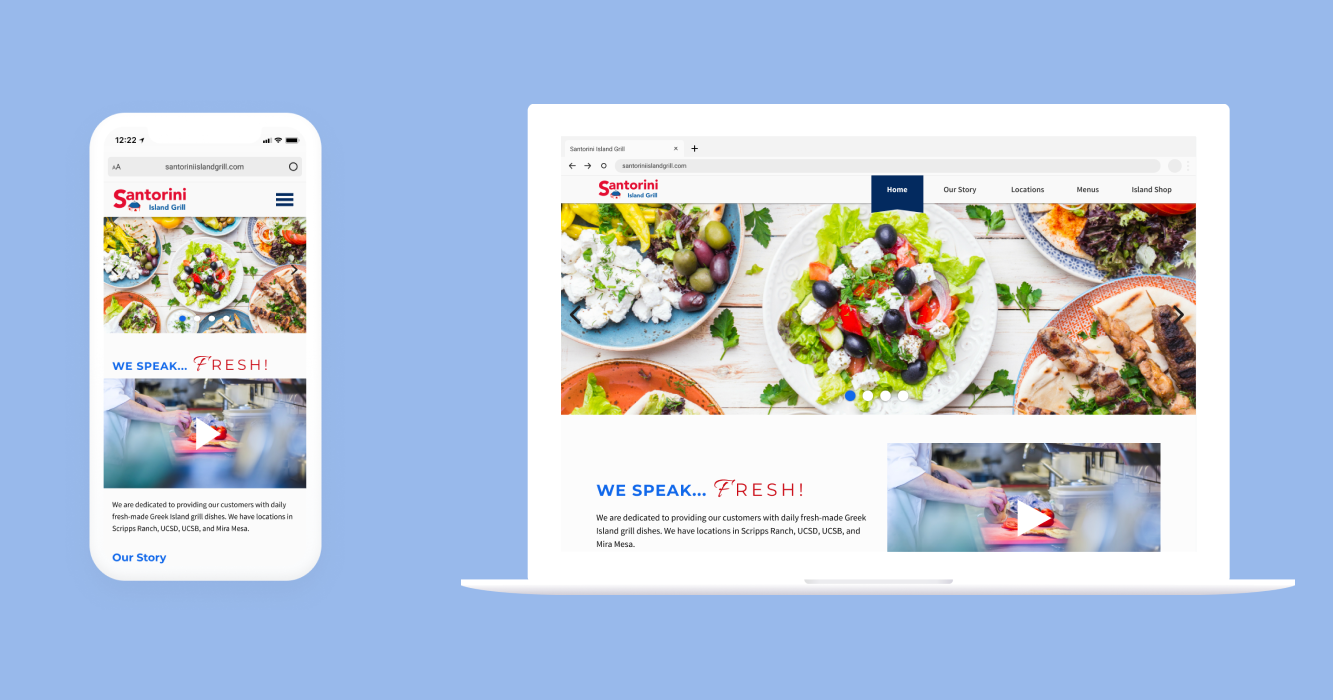 12:22
AA santoriniislandgrill.com
Santorini
Island Grill
WE SPEAK... FRESH!
We are dedicated to providing our customers with daily
fresh-made Greek Island grill dishes. We have locations in
Scripps Ranch, UCSD, UCSB, and Mira Mesa.
Our Story
Santorini Island Grill × +
santoriniislandgrill.com
Santorini
Island Grill
Home Our Story Locations Menus Island Shop
WE SPEAK... FRESH!
We are dedicated to providing our customers with daily fresh-made Greek
Island grill dishes. We have locations in Scripps Ranch, UCSD, UCSB, and
Mira Mesa.